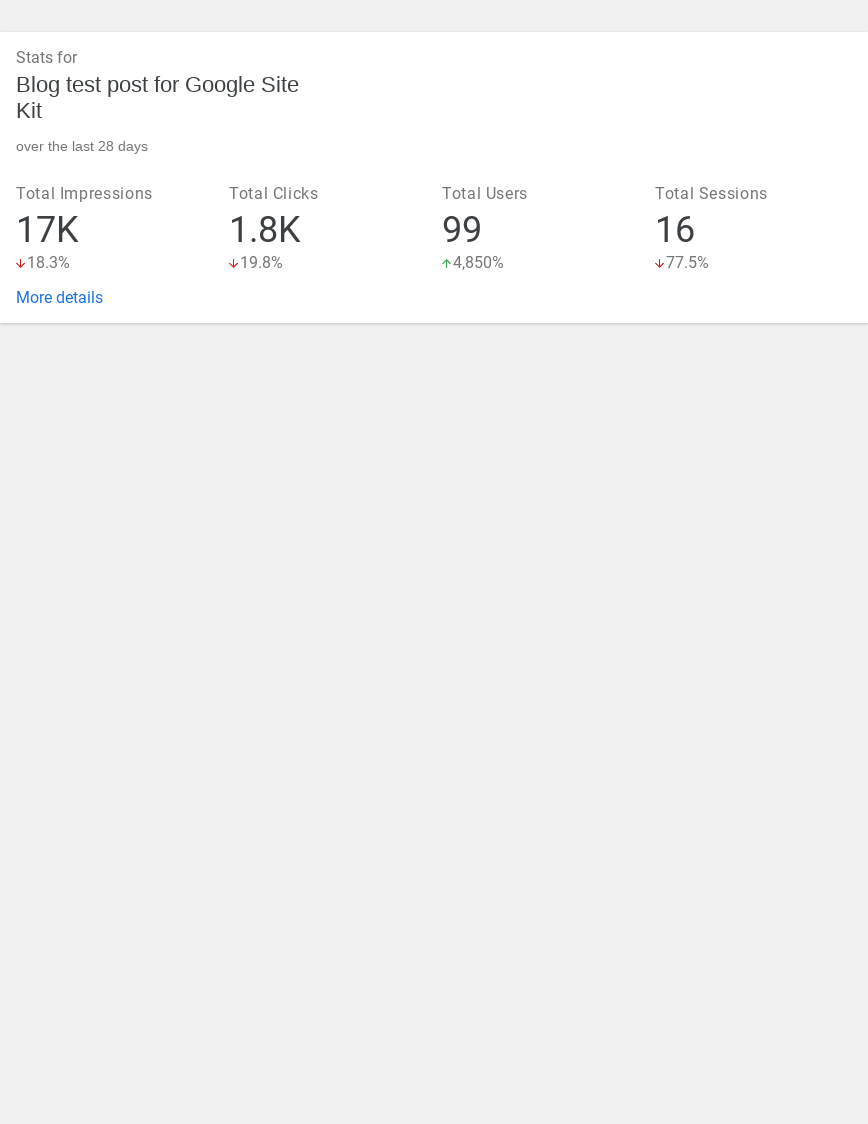 Stats for
Blog test post for Google Site
Kit
over the last 28 days
Total Impressions
17K
18.3%
Total Clicks
1.8K
19.8%
Total Users
99
4,850%
Total Sessions
16
77.5%
More details